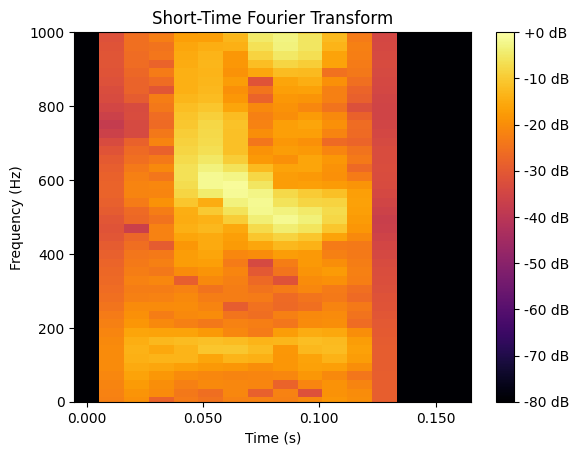 Short-Time Fourier Transform
1000
800
600
400
200
0
Frequency (Hz)
0.000
0.050
0.100
0.150
Time (s)
+0 dB
-10 dB
-20 dB
-30 dB
-40 dB
-50 dB
-60 dB
-70 dB
-80 dB